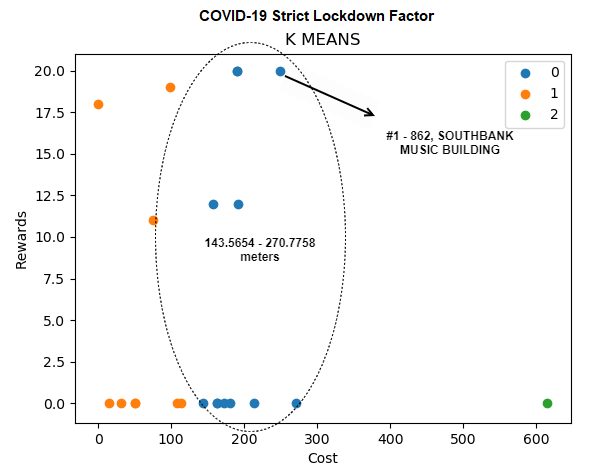 COVID-19 Strict Lockdown Factor
K MEANS
20.0
17.5
15.0
12.5
10.0
7.5
5.0
2.5
0.0
Rewards
0
1
2
#1 - 862, SOUTHBANK
MUSIC BUILDING
143.5654 - 270.7758
meters
0 100 200 300 400 500 600
Cost